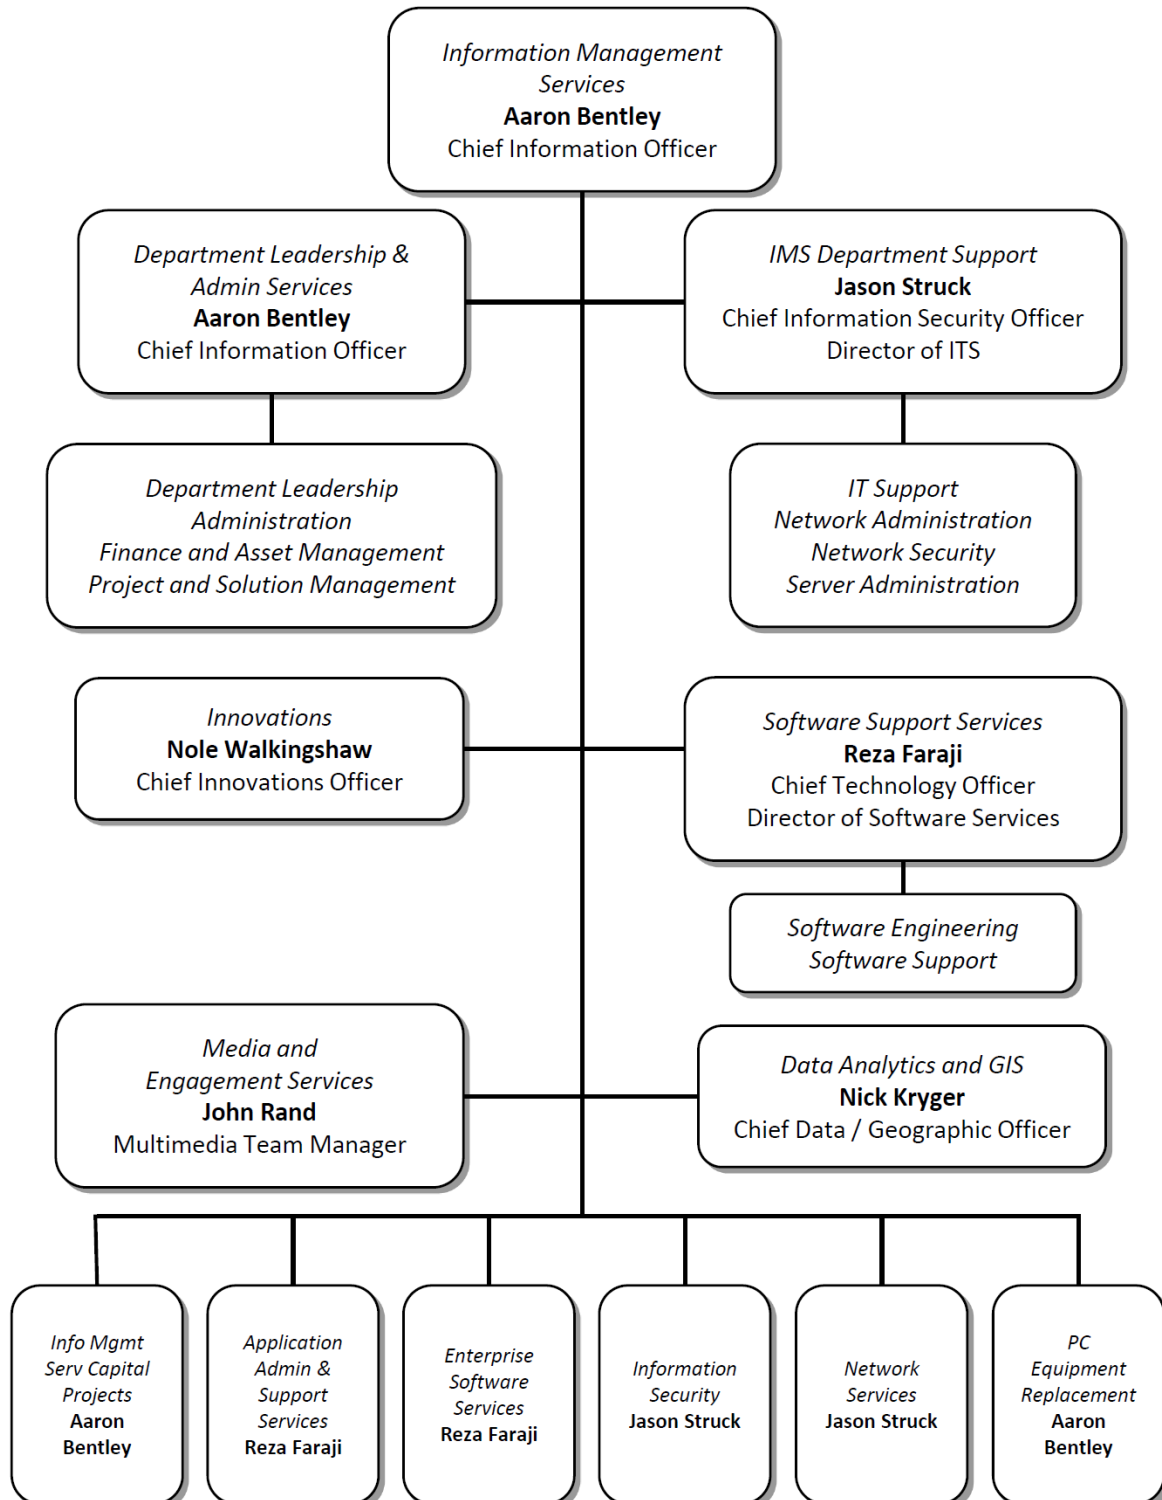 Information Management
Services
Aaron Bentley
Chief Information Officer
Department Leadership &
Admin Services
Aaron Bentley
Chief Information Officer
IMS Department Support
Jason Struck
Chief Information Security Officer
Director of ITS
Department Leadership
Administration
Finance and Asset Management
Project and Solution Management
IT Support
Network Administration
Network Security
Server Administration
Innovations
Nole Walkingshaw
Chief Innovations Officer
Software Support Services
Reza Faraji
Chief Technology Officer
Director of Software Services
Software Engineering
Software Support
Media and
Engagement Services
John Rand
Multimedia Team Manager
Data Analytics and GIS
Nick Kryger
Chief Data / Geographic Officer
Info Mgmt
Serv Capital
Projects
Aaron
Bentley
Application
Admin &
Support
Services
Reza Faraji
Enterprise
Software
Services
Reza Faraji
Information
Security
Jason Struck
Network
Services
Jason Struck
PC
Equipment
Replacement
Aaron
Bentley